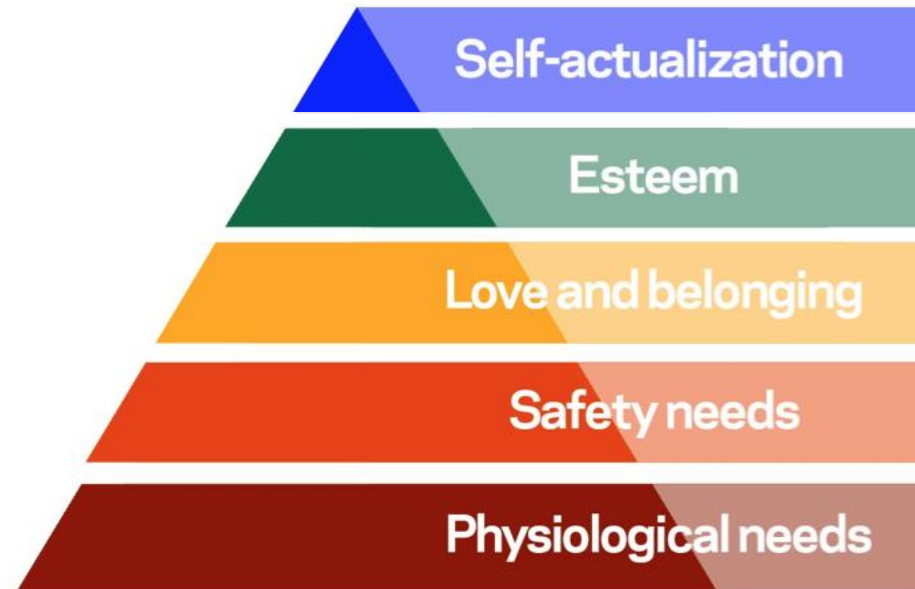 Self-actualization
Esteem
Love and belonging
Safety needs
Physiological needs